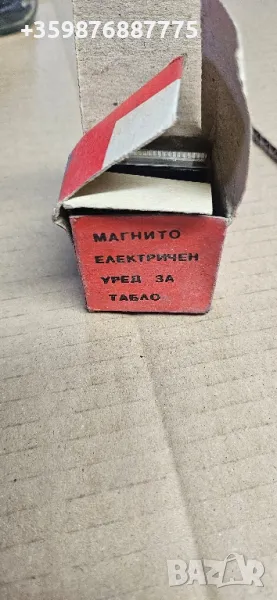 +359876887775
МАГНИТО
ЕЛЕКТРИЧЕН
УРЕД ЗА
ТАБЛО
BAZAR